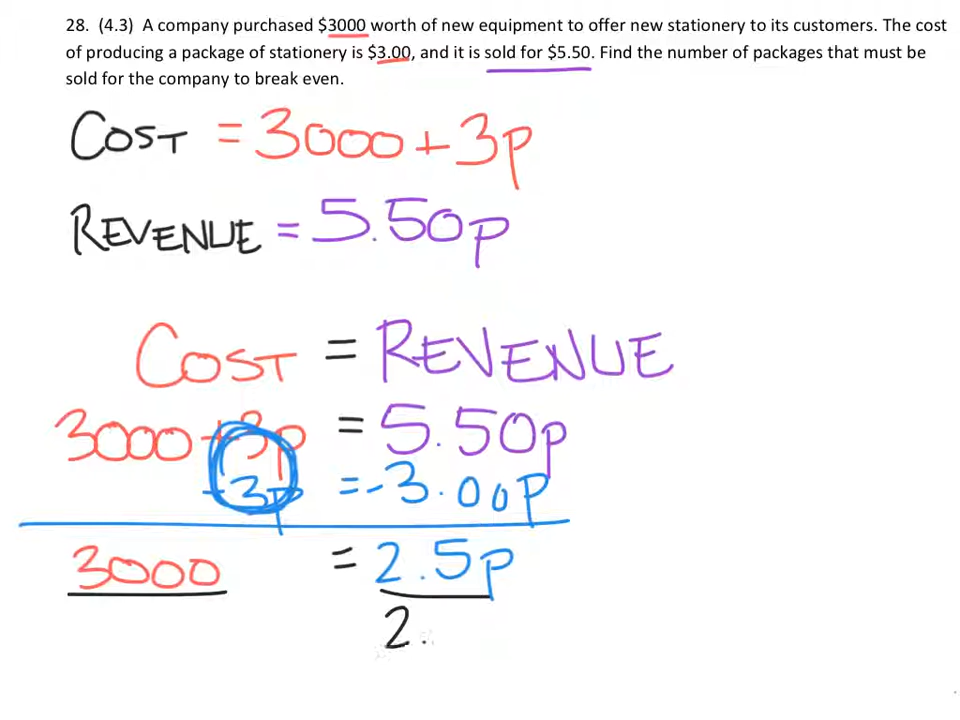 28. (4.3) A company purchased $3000 worth of new equipment to offer new stationery to its customers. The cost
of producing a package of stationery is $3.00, and it is sold for $5.50. Find the number of packages that must be
sold for the company to break even.
COST = 3000 + 3p
REVENUE = 5.50p
COST = REVENUE
3000 + 3p = 5.50p
- 3p = - 3.00p
3000 = 2.5p
2.